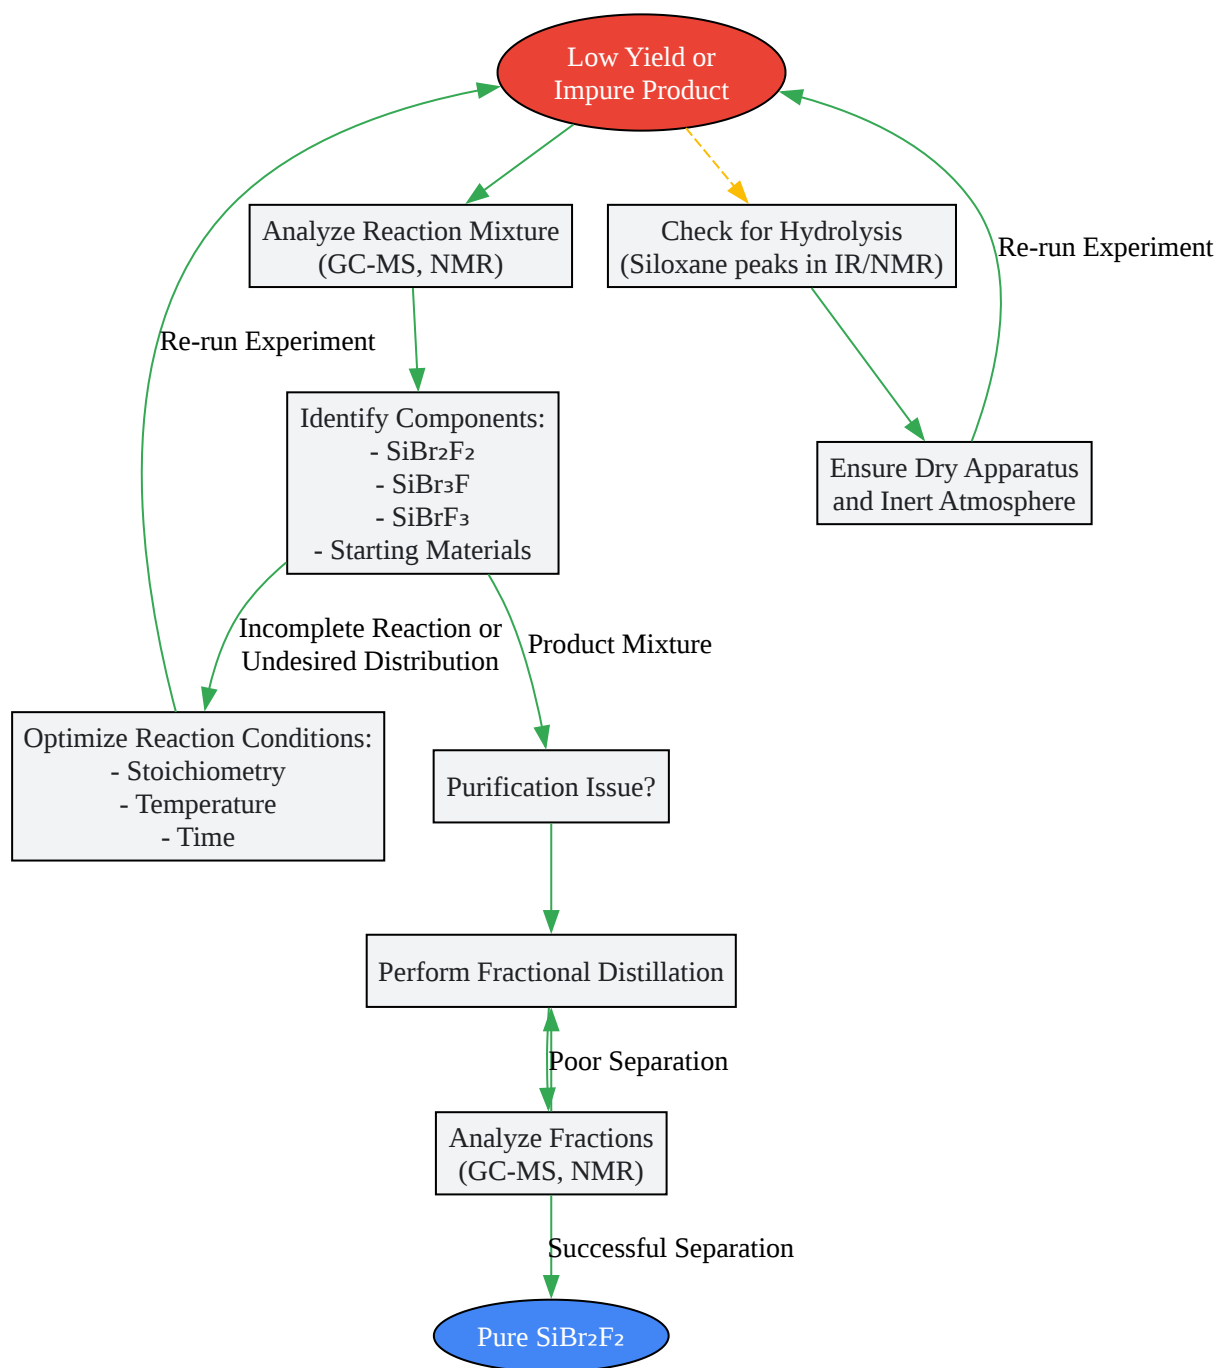 Low Yield or
Impure Product
Analyze Reaction Mixture
(GC-MS, NMR)
Check for Hydrolysis
(Siloxane peaks in IR/NMR)
Re-run Experiment
Re-run Experiment
Identify Components:
- SiBr₂F₂
- SiBr₃F
- SiBrF₃
- Starting Materials
Ensure Dry Apparatus
and Inert Atmosphere
Incomplete Reaction or
Undesired Distribution
Product Mixture
Optimize Reaction Conditions:
- Stoichiometry
- Temperature
- Time
Purification Issue?
Perform Fractional Distillation
Poor Separation
Analyze Fractions
(GC-MS, NMR)
Successful Separation
Pure SiBr₂F₂